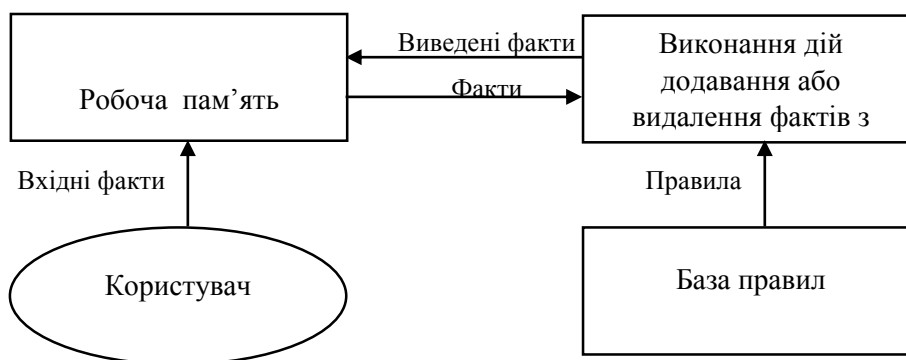 Виведені факти
Виконання дій
додавання або
видалення фактів з
Робоча пам’ять
Факти
Вхідні факти
Правила
Користувач
База правил